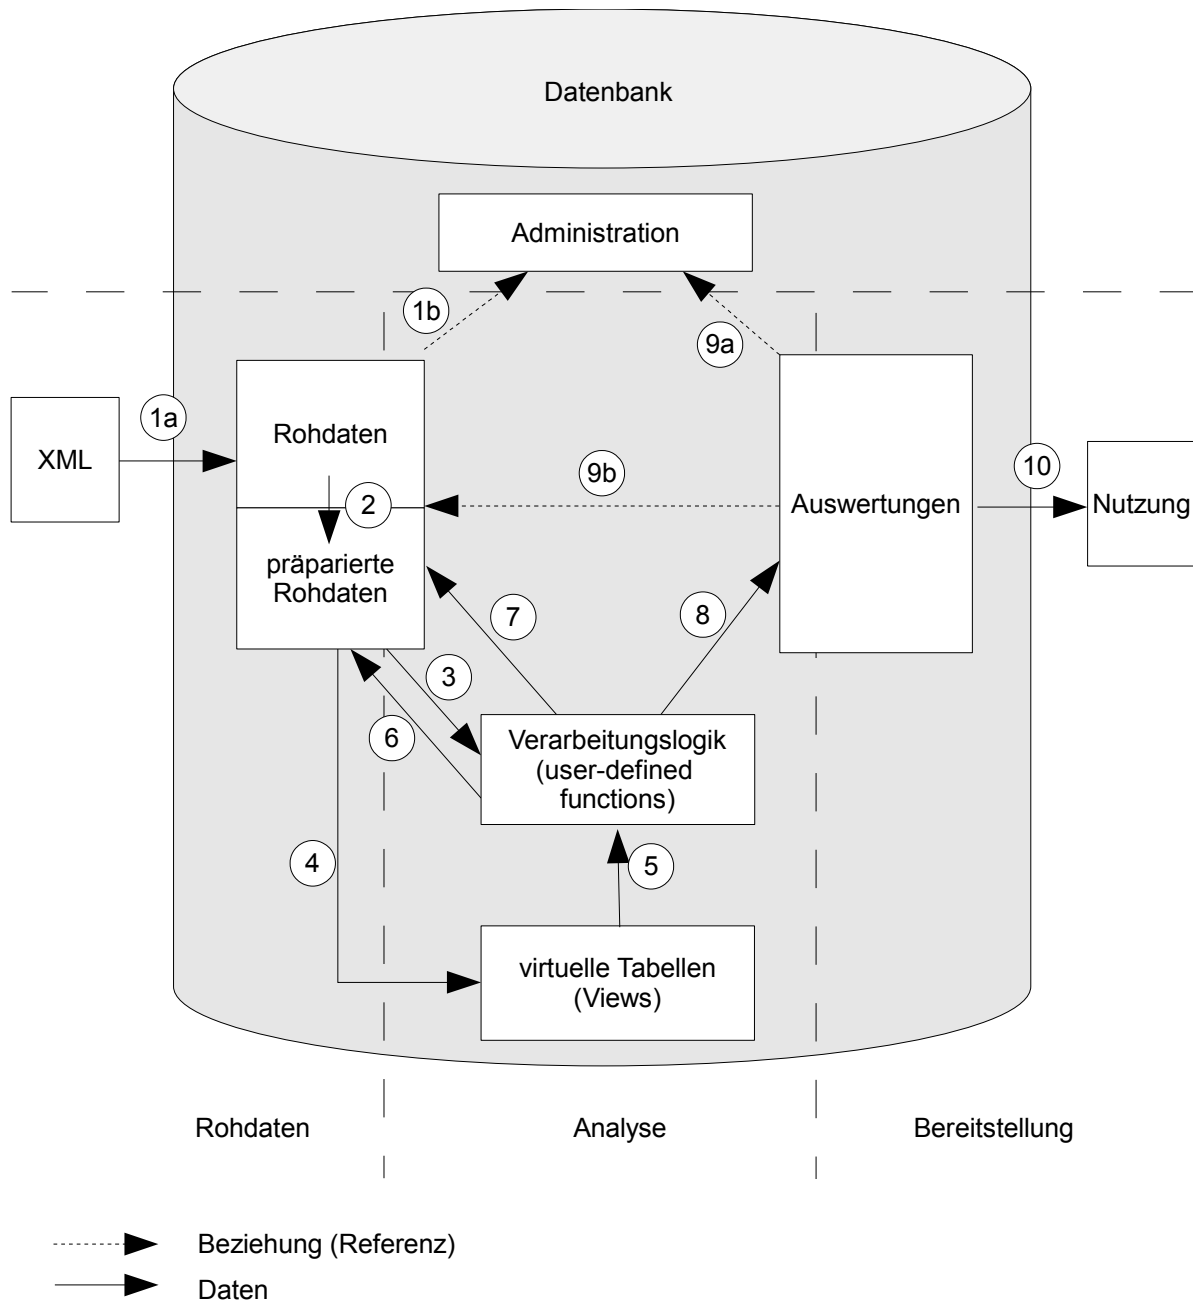 Datenbank
Administration
1b
9a
1a
XML
Rohdaten
9b
10
Auswertungen
Nutzung
2
präparierte
Rohdaten
7
8
3
6
Verarbeitungslogik
(user-defined
functions)
4
5
virtuelle Tabellen
(Views)
Rohdaten
Analyse
Bereitstellung
Beziehung (Referenz)
Daten